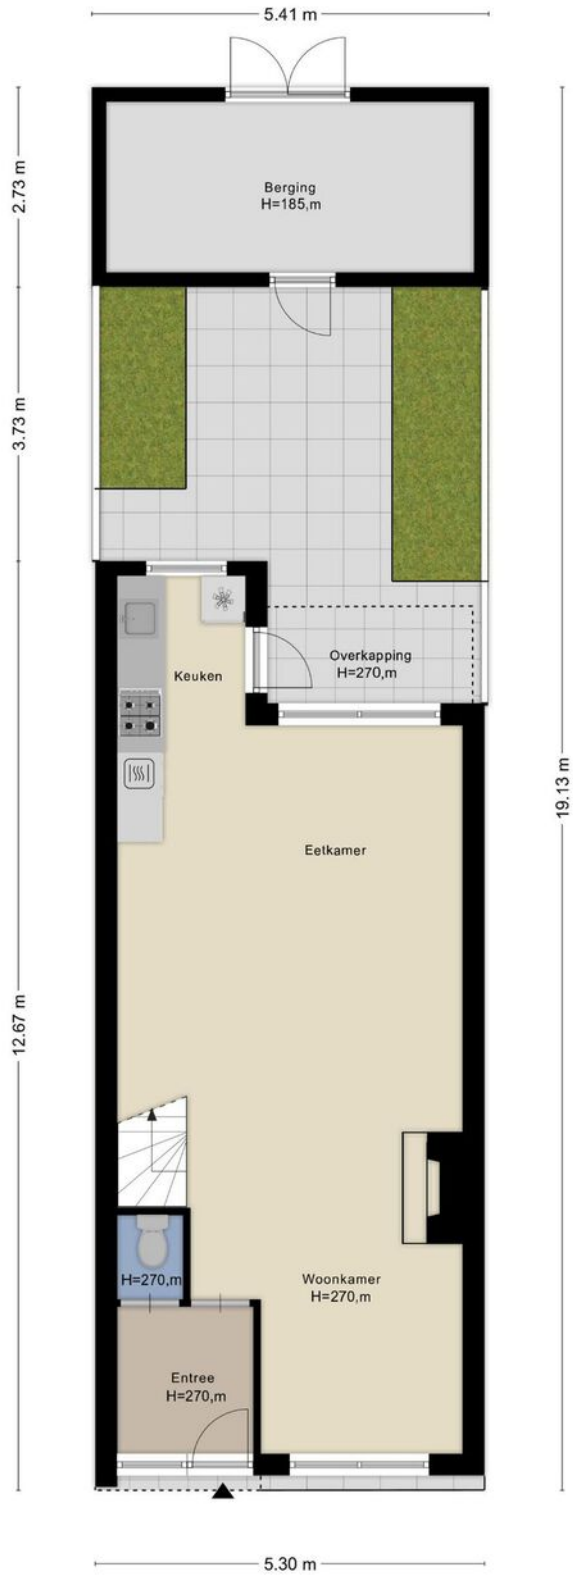 5.41 m
2.73 m
Berging
H=185,m
3.73 m
Keuken
Overkapping
H=270,m
19.13 m
Eetkamer
12.67 m
H=270,m
Woonkamer
H=270,m
Entree
H=270,m
5.30 m